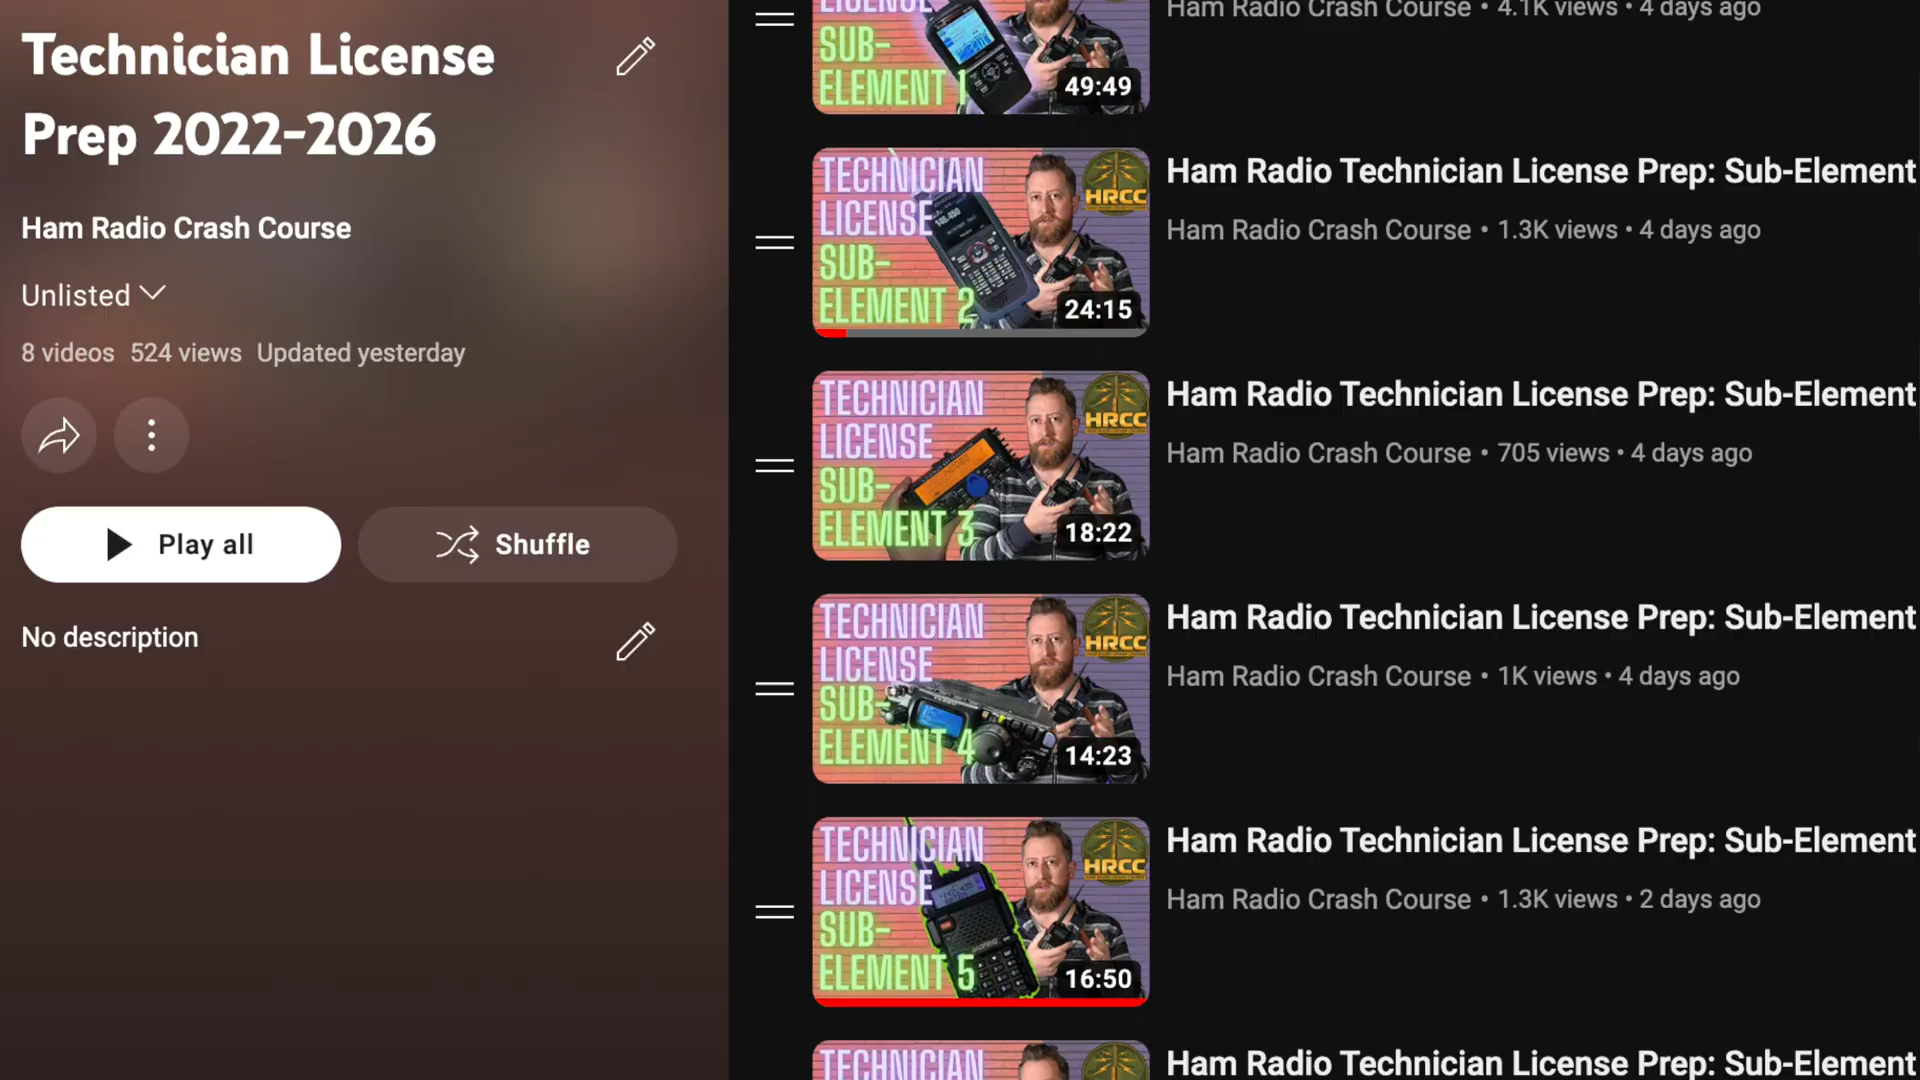 Technician License
Prep 2022-2026
Ham Radio Crash Course
Unlisted
8 videos 524 views Updated yesterday
Play all
Shuffle
No description
LICENSE
SUB-
ELEMENT 1
49:49
Ham Radio Crash Course • 4.1K views • 4 days ago
TECHNICIAN
LICENSE
SUB-
ELEMENT 2
HRCC
146.450
24:15
Ham Radio Technician License Prep: Sub-Element
Ham Radio Crash Course • 1.3K views • 4 days ago
TECHNICIAN
LICENSE
SUB-
ELEMENT 3
HRCC
18:22
Ham Radio Technician License Prep: Sub-Element
Ham Radio Crash Course • 705 views • 4 days ago
TECHNICIAN
LICENSE
SUB-
ELEMENT 4
HRCC
14:23
Ham Radio Technician License Prep: Sub-Element
Ham Radio Crash Course • 1K views • 4 days ago
TECHNICIAN
LICENSE
SUB-
ELEMENT 5
HRCC
BAOFENG
16:50
Ham Radio Technician License Prep: Sub-Element
Ham Radio Crash Course • 1.3K views • 2 days ago
TECHNICIAN
Ham Radio Technician License Prep: Sub-Element